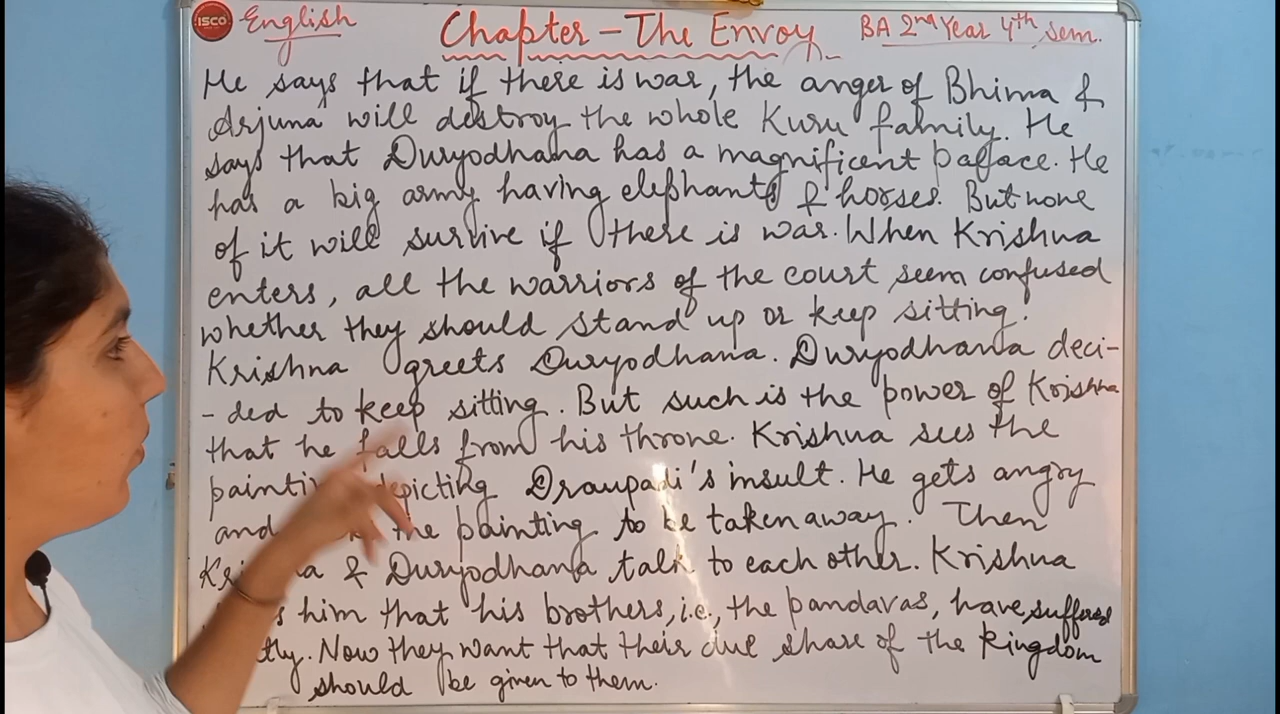 ISCO English Chapter - The Envoy BA 2nd Year 4th sem.
He says that if there is war, the anger of Bhima &
Arjuna will destroy the whole Kuru family. He
says that Duryodhana has a magnificent pallace. He
has a big army having elephants & horses. But none
of it will survive if there is war. When Krishna
enters, all the warriors of the court seem confused
whether they should stand up or keep sitting.
Krishna greets Duryodhana. Duryodhana deci-
- ded to keep sitting. But such is the power of Krishna
that he falls from his throne. Krishna sees the
depicting Draupadi's insult. He gets angry
and the painting to be taken away. Then
& Duryodhana talk to each other. Krishna
him that his brothers, i.e., the pandavas, have suffered
Now they want that their due share of the kingdom
should be given to them.